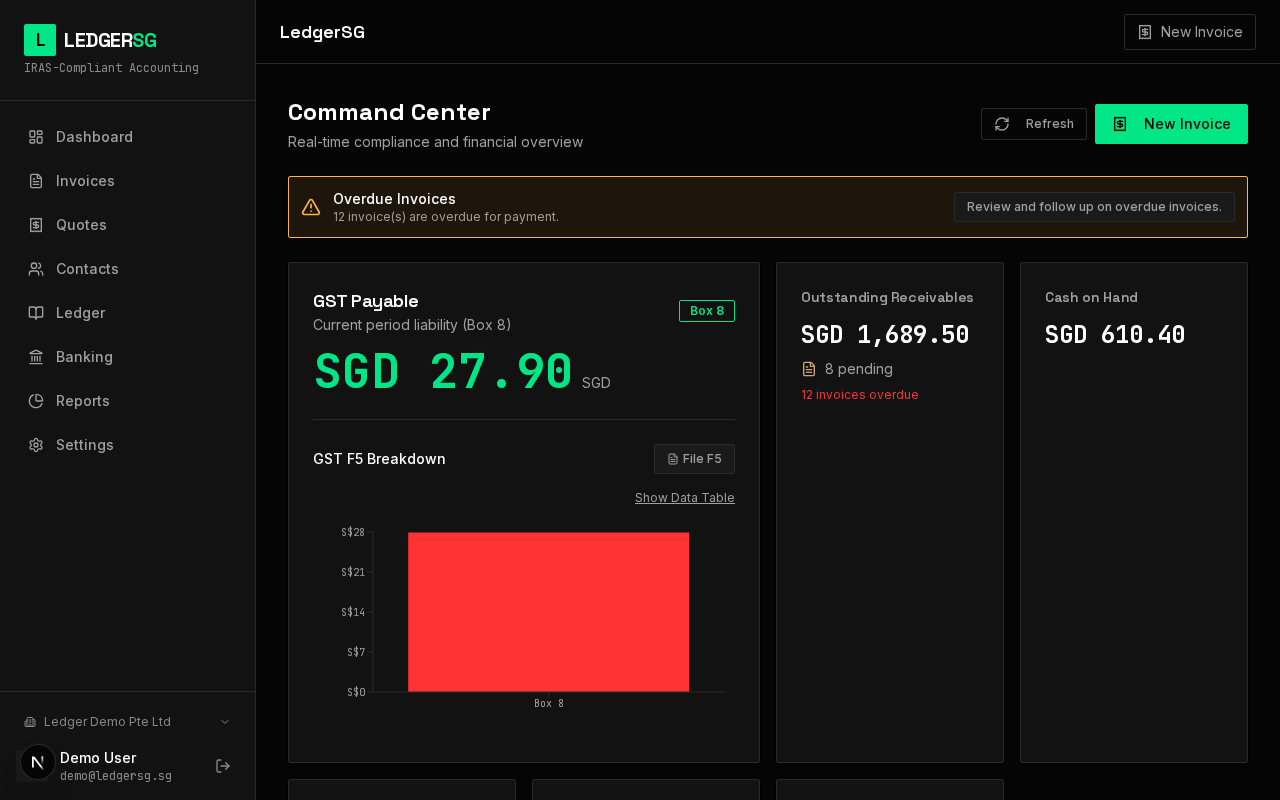 L LEDGERSG
IRAS-Compliant Accounting
Dashboard
Invoices
Quotes
Contacts
Ledger
Banking
Reports
Settings
Ledger Demo Pte Ltd
N
Demo User
demo@ledgersg.sg
LedgerSG
New Invoice
Command Center
Real-time compliance and financial overview
Refresh
New Invoice
Overdue Invoices
12 invoice(s) are overdue for payment.
Review and follow up on overdue invoices.
GST Payable
Current period liability (Box 8)
Box 8
SGD 27.90 SGD
GST F5 Breakdown
File F5
Show Data Table
S$28
S$21
S$14
S$7
S$0
Box 8
Outstanding Receivables
SGD 1,689.50
8 pending
12 invoices overdue
Cash on Hand
SGD 610.40